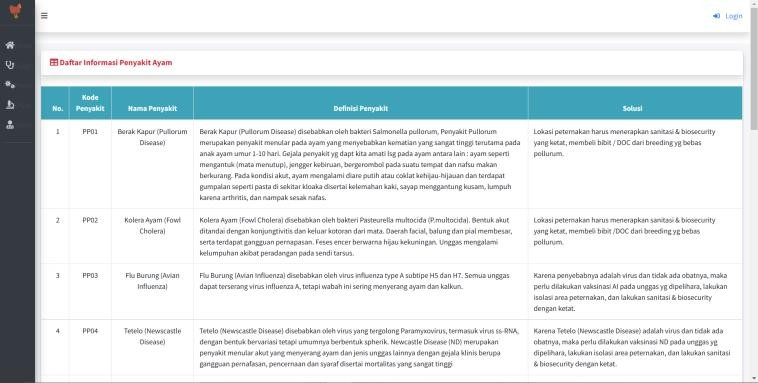 Login
Daftar Informasi Penyakit Ayam
No.
Kode
Penyakit
Nama Penyakit
Definisi Penyakit
Solusi
1
PP01
Berak Kapur (Pullorum
Disease)
Berak Kapur (Pullorum Disease) disebabkan oleh bakteri Salmonella pullorum, Penyakit Pullorum
merupakan penyakit menular pada ayam yang menyebabkan kematian yang sangat tinggi terutama pada
anak ayam umur 1-10 hari. Gejala penyakit yg dapt kita amati lsg pada ayam antara lain : ayam seperti
mengantuk (mata menutup), jengger kebiruan, bergerombol pada suatu tempat dan nafsu makan
berkurang. Pada kondisi akut, ayam mengalami diare putih atau coklat kehijau-hijauan dan terdapat
gumpalan seperti pasta di sekitar kloaka disertai kelemahan kaki, sayap menggantung kusam, lumpuh
karena arthritis, dan nampak sesak nafas.
Lokasi peternakan harus menerapkan sanitasi & biosecurity
yang ketat, membeli bibit / DOC dari breeding yg bebas
pollorum.
2
PP02
Kolera Ayam (Fowl
Cholera)
Kolera Ayam (Fowl Cholera) disebabkan oleh bakteri Pasteurella multocida (P.multocida). Bentuk akut
ditandai dengan konjungtivitis dan keluar kotoran dari mata. Daerah facial, balung dan pial membesar,
serta terdapat gangguan pernapasan. Feses encer berwarna hijau kekuningan. Unggas mengalami
kelumpuhan akibat peradangan pada sendi tarsus.
Lokasi peternakan harus menerapkan sanitasi & biosecurity
yang ketat, membeli bibit /DOC dari breeding yg bebas
pollorum.
3
PP03
Flu Burung (Avian
Influenza)
Flu Burung (Avian Influenza) disebabkan oleh virus influenza type A subtipe H5 dan H7. Semua unggas
dapat terserang virus influenza A, tetapi wabah ini sering menyerang ayam dan kalkun.
Karena penyebabnya adalah virus dan tidak ada obatnya, maka
perlu dilakukan vaksinasi AI pada unggas yg dipelihara, lakukan
isolasi area peternakan, dan lakukan sanitasi & biosecurity
dengan ketat.
4
PP04
Tetelo (Newscastle
Disease)
Tetelo (Newscastle Disease) disebabkan oleh virus yang tergolong Paramyxovirus, termasuk virus ss-RNA,
dengan bentuk bervariasi tetapi umumnya berbentuk spherik. Newcastle Disease (ND) merupakan
penyakit menular akut yang menyerang ayam dan jenis unggas lainnya dengan gejala klinis berupa
gangguan pernafasan, pencernaan dan syaraf disertai mortalitas yang sangat tinggi
Karena Tetelo (Newscastle Disease) adalah virus dan tidak ada
obatnya, maka perlu dilakukan vaksinasi ND pada unggas yg
dipelihara, lakukan isolasi area peternakan, dan lakukan sanitasi
& biosecurity dengan ketat.